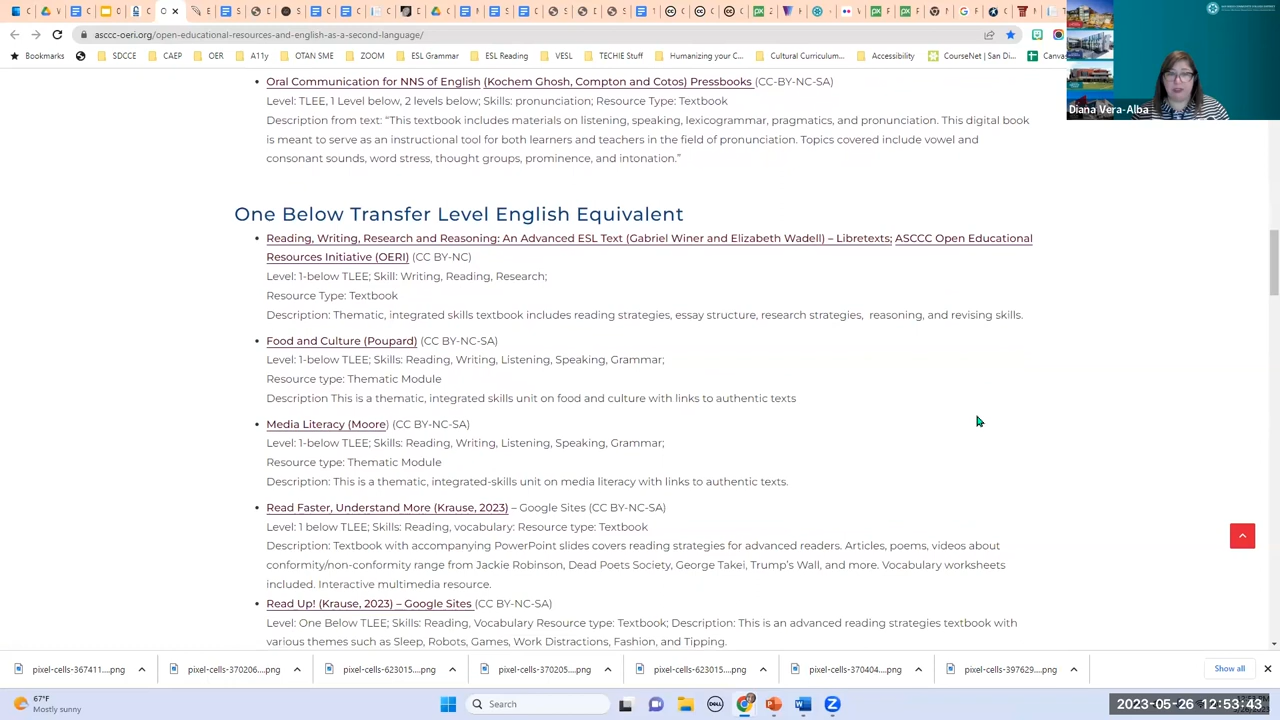 asccc-oeri.org/open-educational-resources-and-english-as-a-second-language/
Bookmarks
SDCCE
CAEP
OER
A11y
OTAN
ESL Grammar
ESL Reading
VESL
TECHIE STUFF
Humanizing your C...
Cultural Curriculum...
Accessibility
CourseNet | San Di...
Canvas
Diana Vera-Alba
Oral Communication (Kochem Ghosh, Compton and Cotos) Pressbooks (CC-BY-NC-SA)
Level: TLEE, 1 Level and 2 levels below; Skills: pronunciation; Resource Type: Textbook
Description from the includes material on listening, speaking, lexicogrammar, pragmatics, and pronunciation. This digital book
is meant to serve as an instructional tool for both learners and teachers in the field of pronunciation. Topics covered include vowel and
consonant sounds, word stress, thought groups, prominence, and intonation."
One Below Transfer Level English Equivalent
• Reading, Writing, Research and Reasoning: An Advanced ESL Text (Gabriel Winer and Elizabeth Wadell) – Libretexts; ASCCC Open Educational
Resources Initiative (OERI) (CC BY-NC)
Level: 1-below TLEE; Skill: Writing, Reading, Research;
Resource Type: Textbook
Description: Thematic, integrated skills textbook includes reading strategies, essay structure, research strategies, reasoning, and revising skills.
• Food and Culture (Poupard) (CC BY-NC-SA)
Level: 1-below TLEE; Skills: Reading, Writing, Listening, Speaking, Grammar;
Resource type: Thematic Module
Description This is a thematic, integrated skills unit on food and culture with links to authentic texts
• Media Literacy (Moore) (CC BY-NC-SA)
Level: 1-below TLEE; Skills: Reading, Writing, Listening, Speaking, Grammar;
Resource type: Thematic Module
Description: This is a thematic, integrated-skills unit on media literacy with links to authentic texts.
• Read Faster, Understand More (Krause, 2023) – Google Sites (CC BY-NC-SA)
Level: 1 below TLEE; Skills: Reading, vocabulary: Resource type: Textbook
Description: Textbook with accompanying PowerPoint slides covers reading strategies for advanced readers. Articles, poems, videos about
conformity/non-conformity range from Jackie Robinson, Dead Poets Society, George Takei, Trump's Wall, and more. Vocabulary worksheets
included. Interactive multimedia resource.
• Read Up! (Krause, 2023) – Google Sites (CC BY-NC-SA)
Level: One Below TLEE; Skills: Reading, Vocabulary Resource type: Textbook; Description: This is an advanced reading strategies textbook with
various themes such as Sleep, Robots, Games, Work Distractions, Fashion, and Tipping.
pixel-cells-367411....png
pixel-cells-370206....png
pixel-cells-623015....png
pixel-cells-370205....png
pixel-cells-623015....png
pixel-cells-370404....png
pixel-cells-397629....png
Show all
67°F
Mostly sunny
Search
2023-05-26 12:53:43